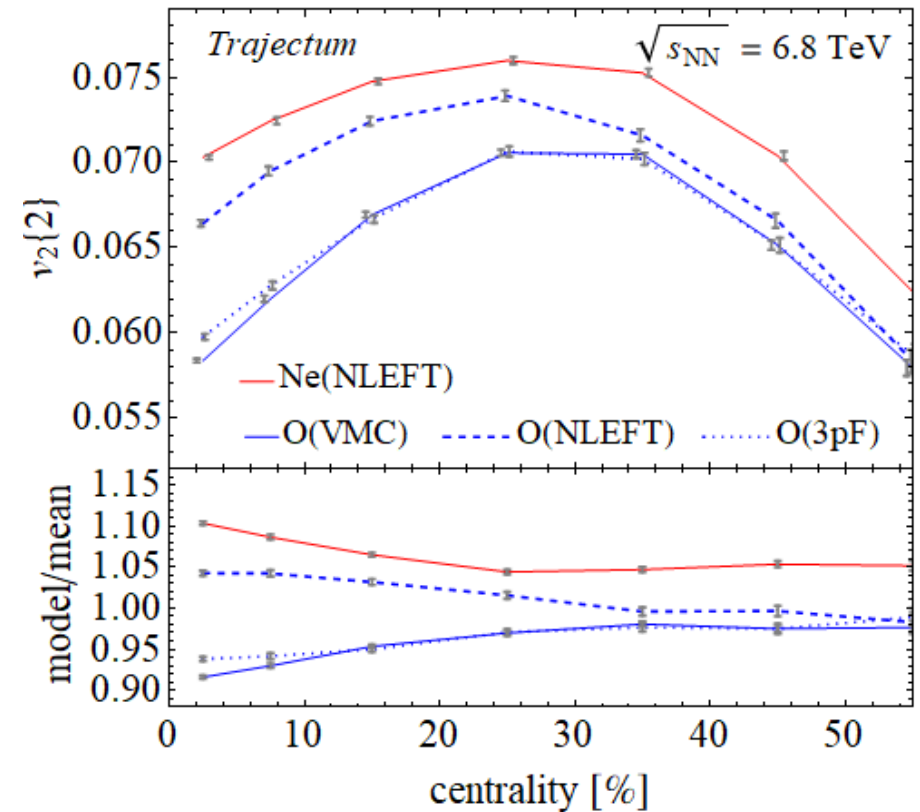 Trajectum √sNN = 6.8 TeV
0.075
0.070
0.065
0.060
0.055
v2{2}
Ne(NLEFT)
O(VMC) O(NLEFT) O(3pF)
1.15
1.10
1.05
1.00
0.95
0.90
model/mean
0 10 20 30 40 50
centrality [%]